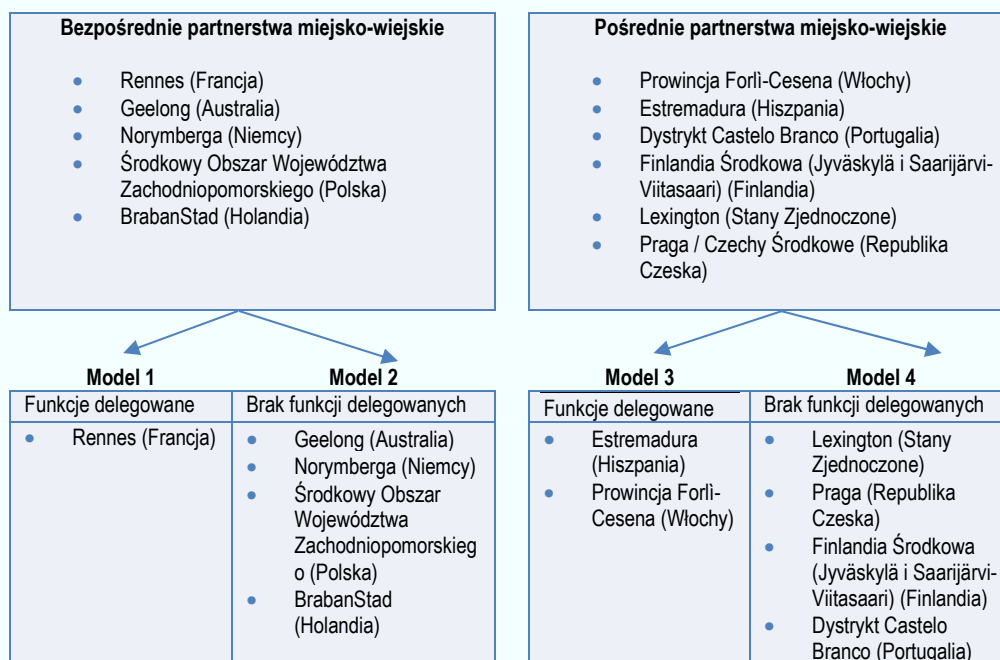 Bezpośrednie partnerstwa miejsko-wiejskie
• Rennes (Francja)
• Geelong (Australia)
• Norymberga (Niemcy)
• Środkowy Obszar Województwa
Zachodniopomorskiego (Polska)
• BrabanStad (Holandia)
Pośrednie partnerstwa miejsko-wiejskie
• Prowincja Forlì-Cesena (Włochy)
• Estremadura (Hiszpania)
• Dystrykt Castelo Branco (Portugalia)
• Finlandia Środkowa (Jyväskylä i Saarijärvi-
Viitasaari) (Finlandia)
• Lexington (Stany Zjednoczone)
• Praga / Czechy Środkowe (Republika
Czeska)
Model 1
Funkcje delegowane
• Rennes (Francja)
Model 2
Brak funkcji delegowanych
• Geelong (Australia)
• Norymberga (Niemcy)
• Środkowy Obszar
Województwa
Zachodniopomorskieg
o (Polska)
• BrabanStad
(Holandia)
Model 3
Funkcje delegowane
• Estremadura
(Hiszpania)
• Prowincja Forlì-
Cesena (Włochy)
Model 4
Brak funkcji delegowanych
• Lexington (Stany
Zjednoczone)
• Praga (Republika
Czeska)
• Finlandia Środkowa
(Jyväskylä i Saarijärvi-
Viitasaari) (Finlandia)
• Dystrykt Castelo
Branco (Portugalia)